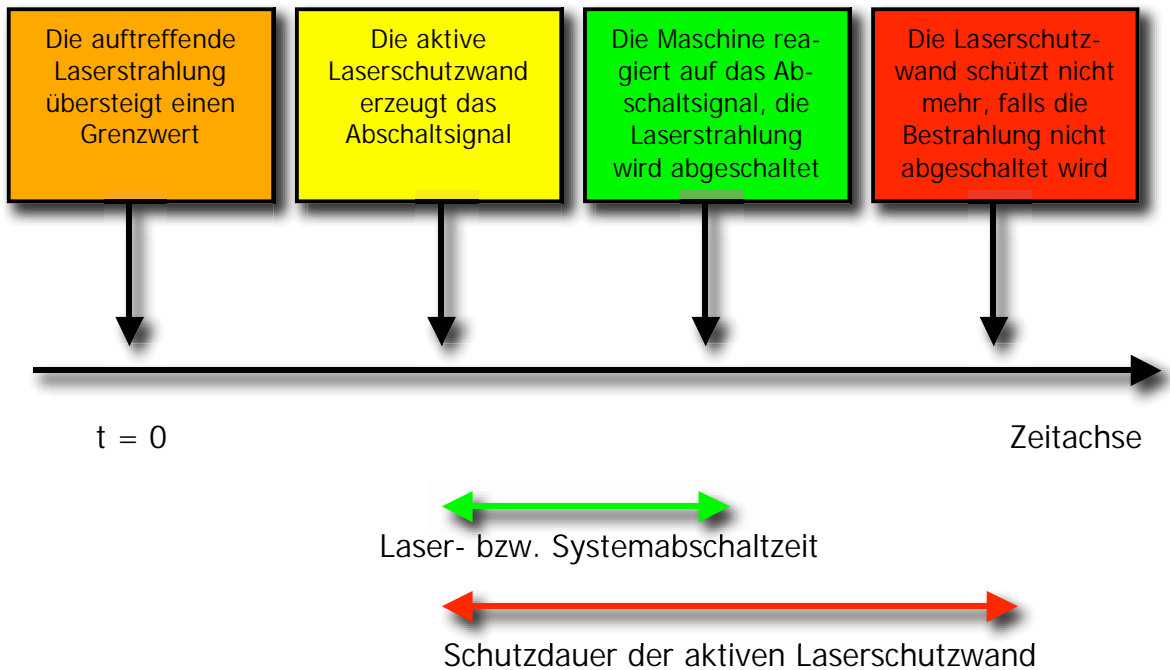 Die auftreffende
Laserstrahlung
übersteigt einen
Grenzwert
Die aktive
Laserschutzwand
erzeugt das
Abschaltsignal
Die Maschine rea-
giert auf das Ab-
schaltsignal, die
Laserstrahlung
wird abgeschaltet
Die Laserschutz-
wand schützt nicht
mehr, falls die
Bestrahlung nicht
abgeschaltet wird
t = 0
Zeitachse
Laser- bzw. Systemabschaltzeit
Schutzdauer der aktiven Laserschutzwand